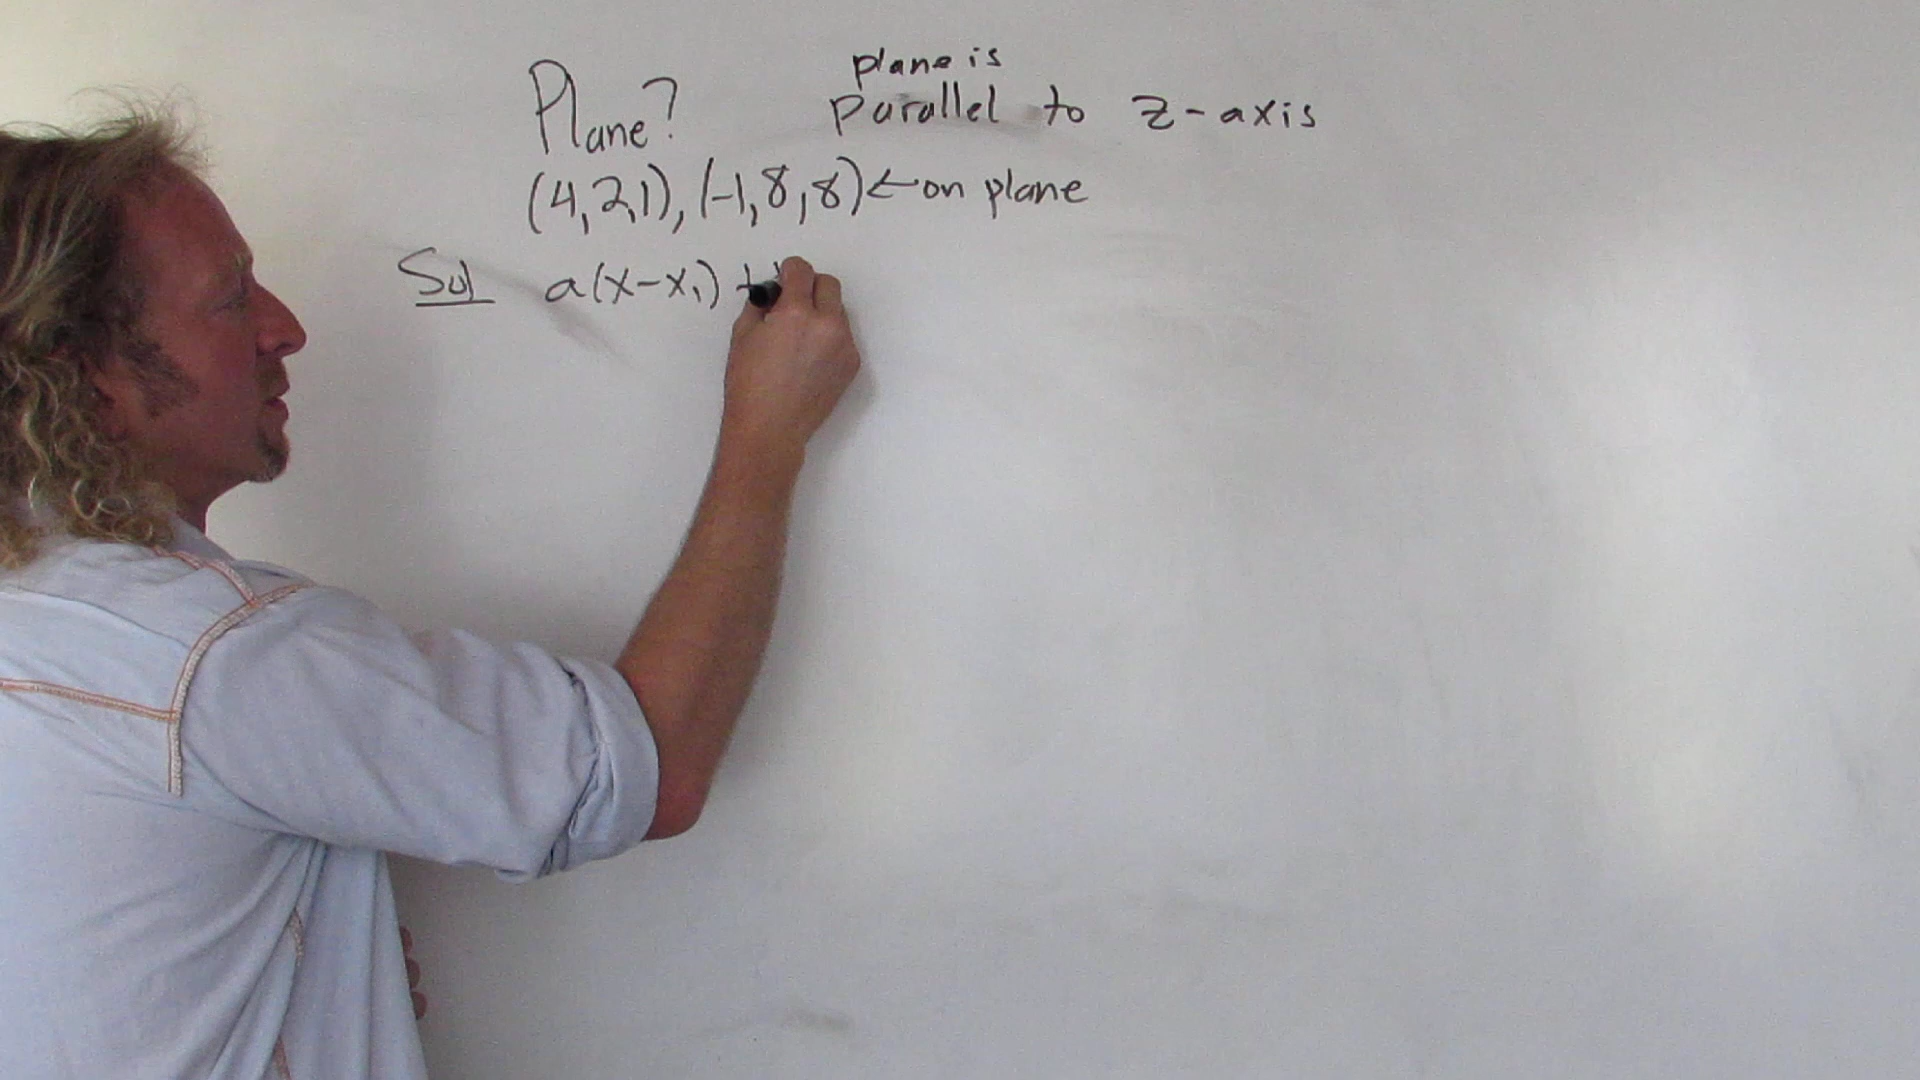 plane is
Plane? Parallel to z-axis
(4,2,1), (-1,8,8) ← on plane
Sol a(x-x₁) +